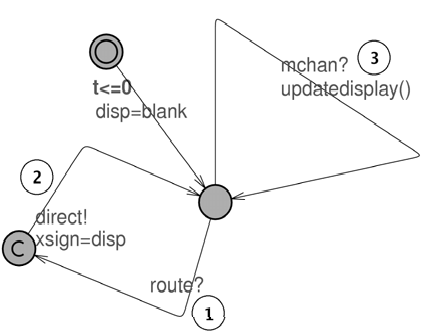 mchan?
3
updatedisplay()
t<=0
disp=blank
2
direct!
xsign=disp
C
route?
1